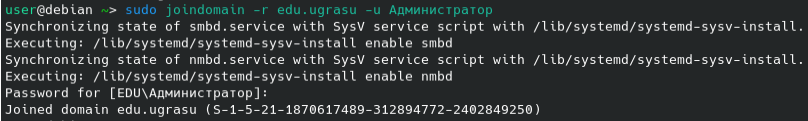 user@debian ~> sudo joindomain -r edu.ugrasu -u Администратор
Synchronizing state of smbd.service with SysV service script with /lib/systemd/systemd-sysv-install.
Executing: /lib/systemd/systemd-sysv-install enable smbd
Synchronizing state of nmbd.service with SysV service script with /lib/systemd/systemd-sysv-install.
Executing: /lib/systemd/systemd-sysv-install enable nmbd
Password for [EDU\Администратор]:
Joined domain edu.ugrasu (S-1-5-21-1870617489-312894772-2402849250)